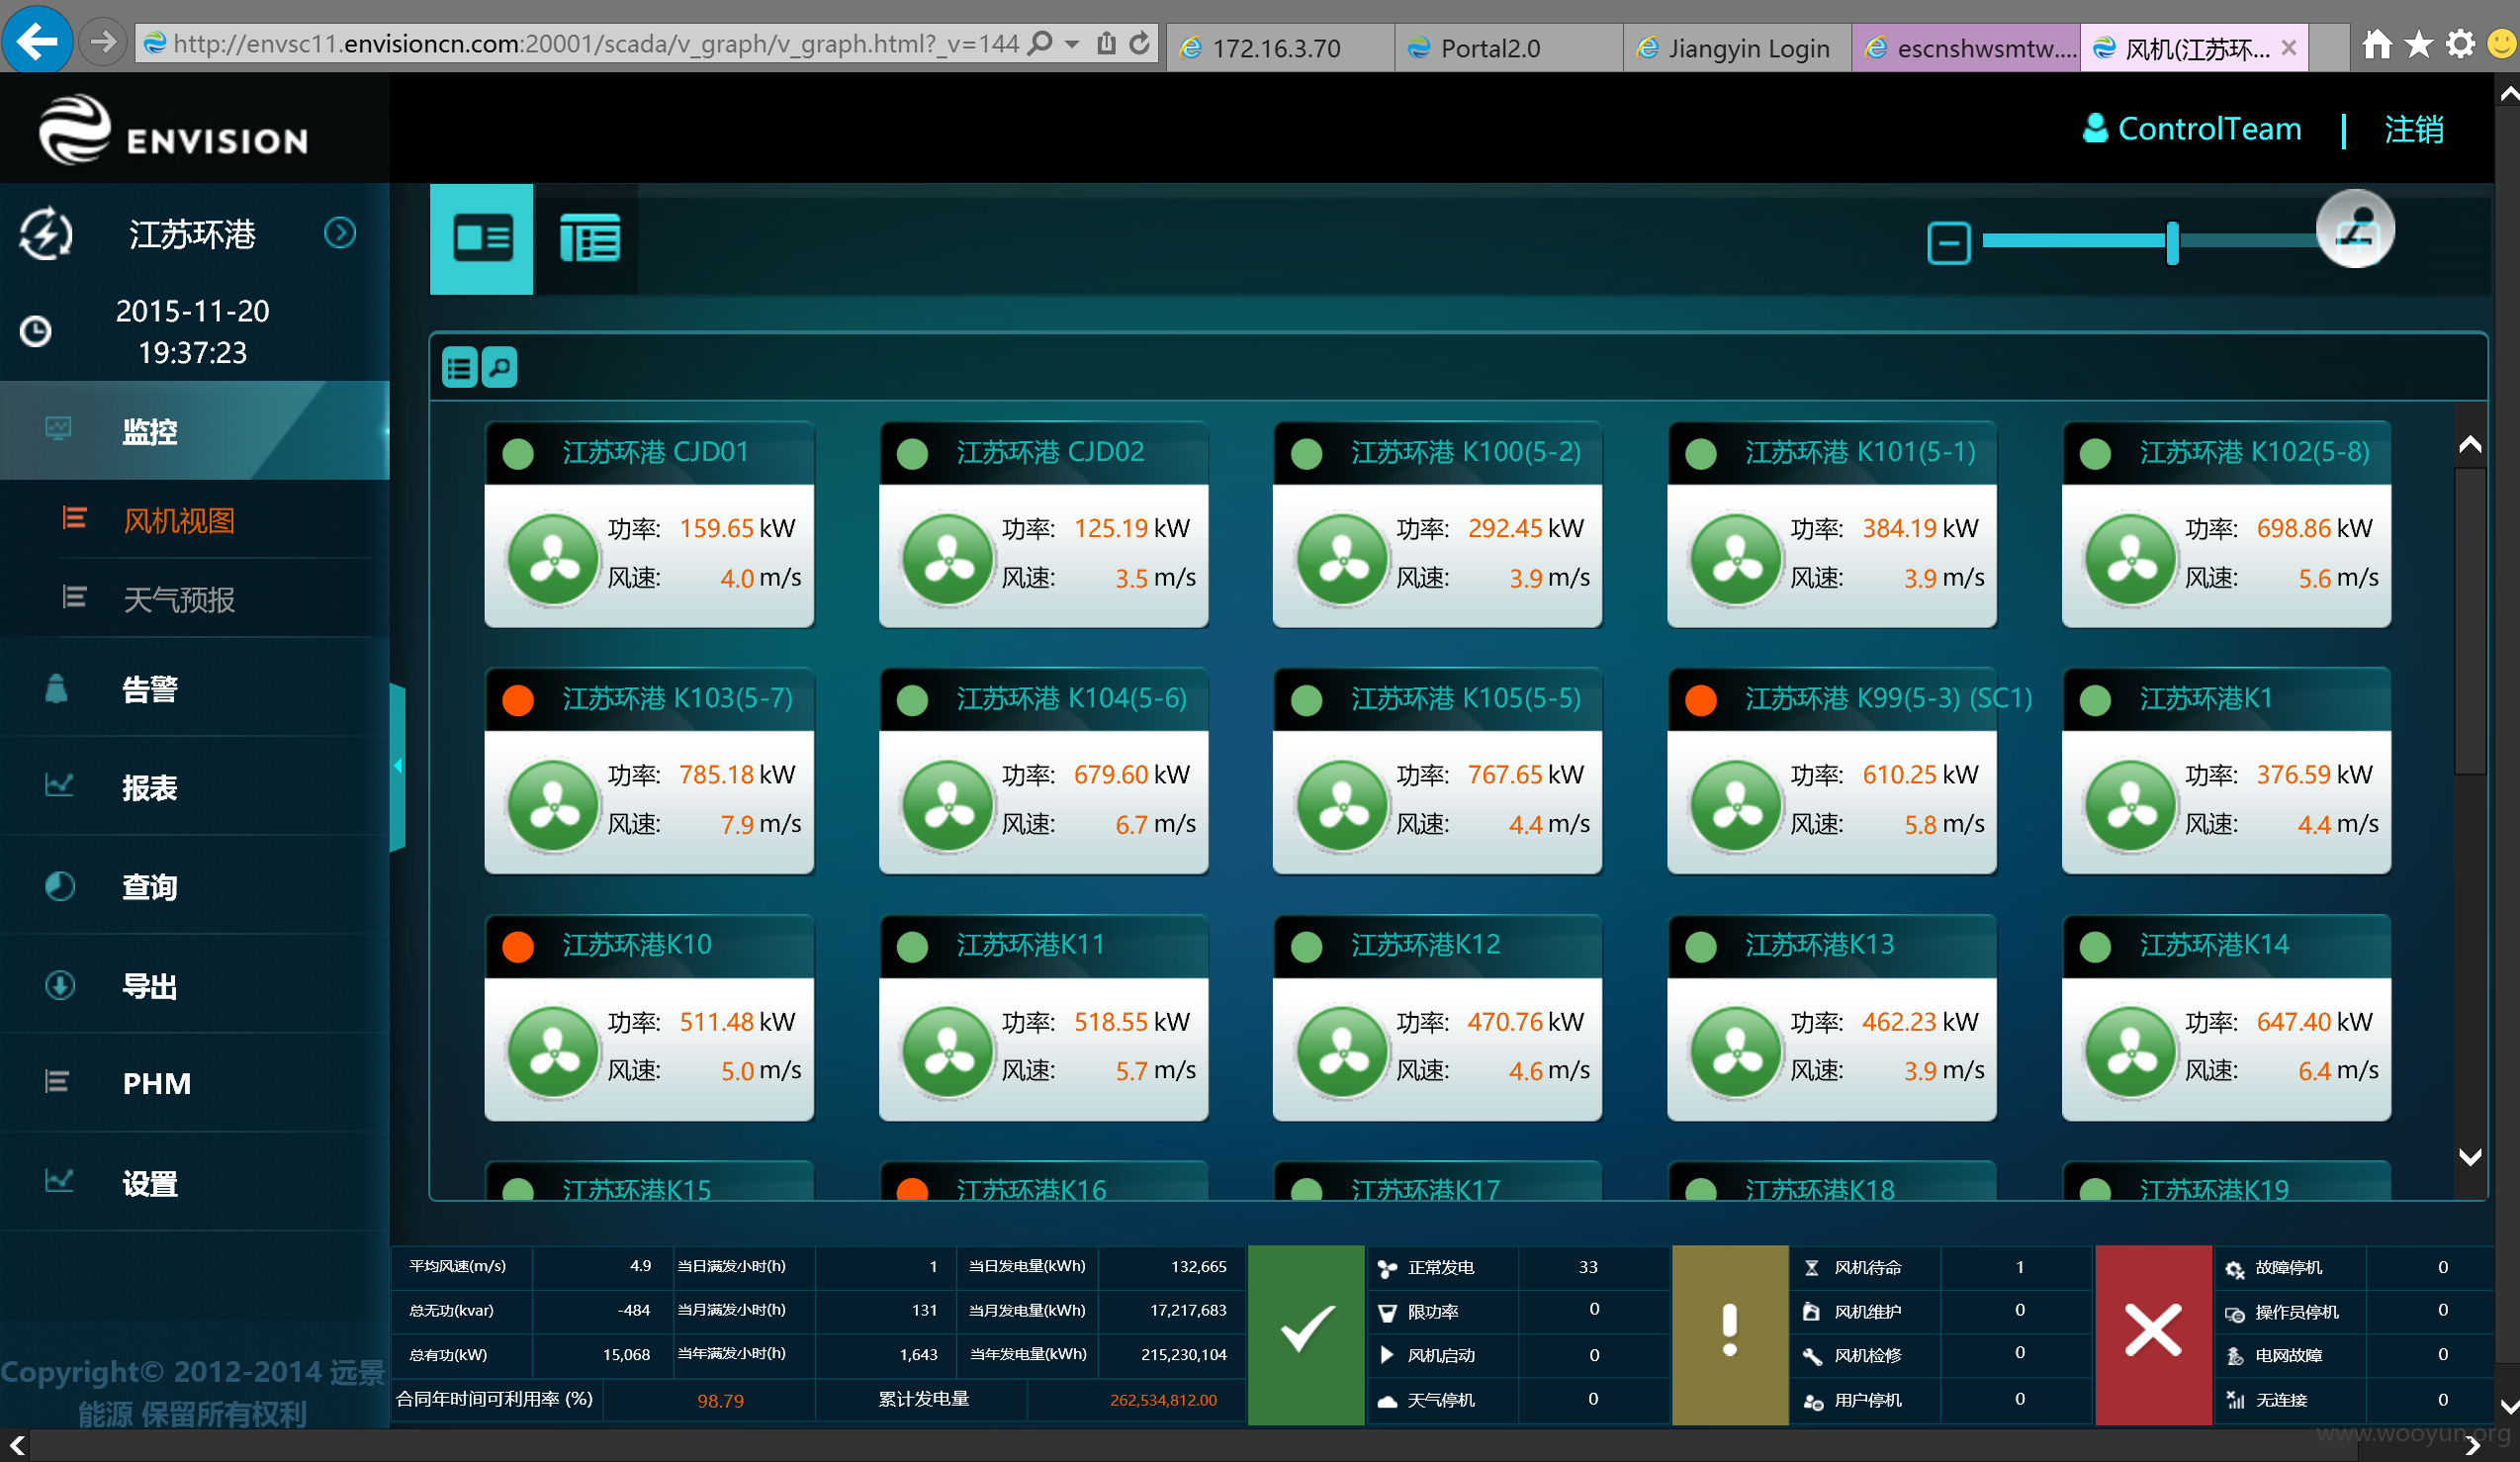 http://envsc11.envisioncn.com:20001/scada/v_graph/v_graph.html?_v=144
172.16.3.70
Portal2.0
Jiangyin Login
escnshwsmtw....
风机(江苏环...
ENVISION
ControlTeam
注销
江苏环港
2015-11-20
19:37:23
监控
风机视图
天气预报
告警
报表
查询
导出
PHM
设置
Copyright© 2012-2014 远景
能源 保留所有权利
江苏环港 CJD01
功率: 159.65 kW
风速: 4.0 m/s
江苏环港 CJD02
功率: 125.19 kW
风速: 3.5 m/s
江苏环港 K100(5-2)
功率: 292.45 kW
风速: 3.9 m/s
江苏环港 K101(5-1)
功率: 384.19 kW
风速: 3.9 m/s
江苏环港 K102(5-8)
功率: 698.86 kW
风速: 5.6 m/s
江苏环港 K103(5-7)
功率: 785.18 kW
风速: 7.9 m/s
江苏环港 K104(5-6)
功率: 679.60 kW
风速: 6.7 m/s
江苏环港 K105(5-5)
功率: 767.65 kW
风速: 4.4 m/s
江苏环港 K99(5-3) (SC1)
功率: 610.25 kW
风速: 5.8 m/s
江苏环港K1
功率: 376.59 kW
风速: 4.4 m/s
江苏环港K10
功率: 511.48 kW
风速: 5.0 m/s
江苏环港K11
功率: 518.55 kW
风速: 5.7 m/s
江苏环港K12
功率: 470.76 kW
风速: 4.6 m/s
江苏环港K13
功率: 462.23 kW
风速: 3.9 m/s
江苏环港K14
功率: 647.40 kW
风速: 6.4 m/s
江苏环港K15
江苏环港K16
江苏环港K17
江苏环港K18
江苏环港K19
平均风速(m/s) 4.9 当日满发小时(h) 1 当日发电量(kWh) 132,665
总无功(kvar) -484 当月满发小时(h) 131 当月发电量(kWh) 17,217,683
总有功(kW) 15,068 当年满发小时(h) 1,643 当年发电量(kWh) 215,230,104
合同年时间可利用率 (%) 98.79 累计发电量 262,534,812.00
正常发电 33
限功率 0
风机启动 0
天气停机 0
风机待命 1
风机维护 0
风机检修 0
用户停机 0
故障停机 0
操作员停机 0
电网故障 0
无连接 0
www.wooyun.org